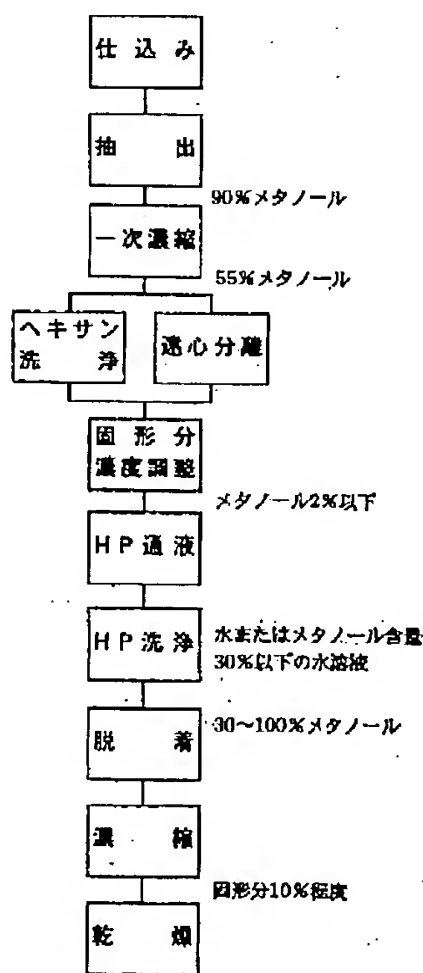 仕込み
抽出
90%メタノール
一次濃縮
55%メタノール
ヘキサン
洗浄
遠心分離
固形分
濃度調整
メタノール2%以下
HP通液
HP洗浄
水またはメタノール含量
30%以下の水溶液
30~100%メタノール
脱着
濃縮
固形分10%程度
乾燥